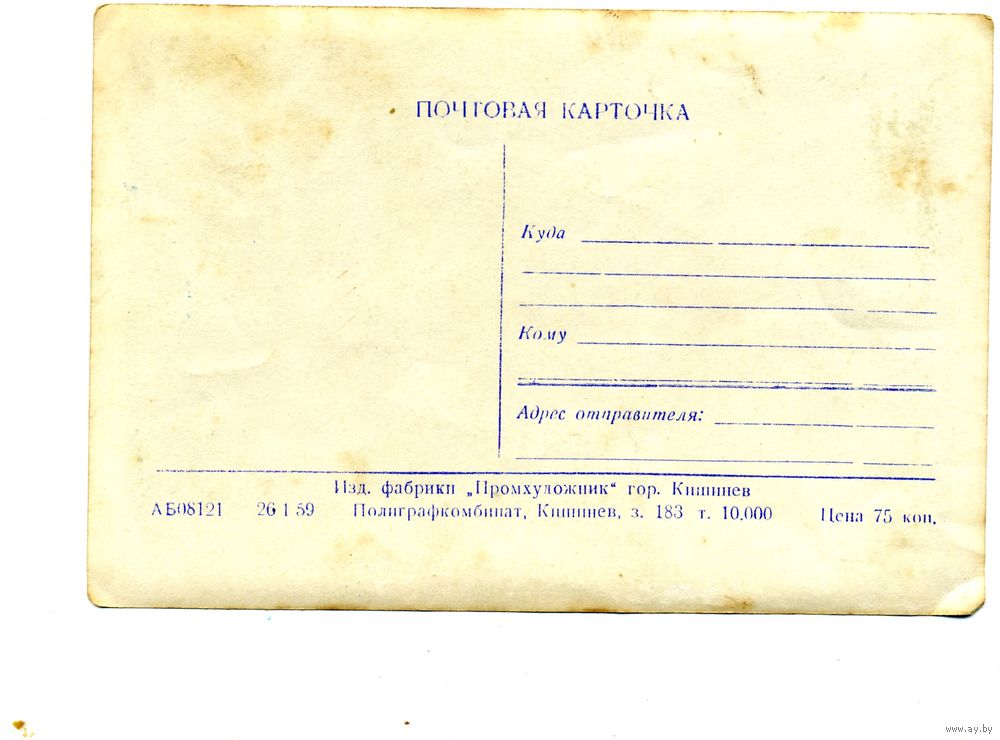 ПОЧТОВАЯ КАРТОЧКА
Куда
Кому
Адрес отправителя:
Изд. фабрики „Промхудожник“ гор. Кишинев
АБ08121 26 1 59 Полиграфкомбинат, Кишинев, з. 183 т. 10.000 Цена 75 коп.
www.ay.by